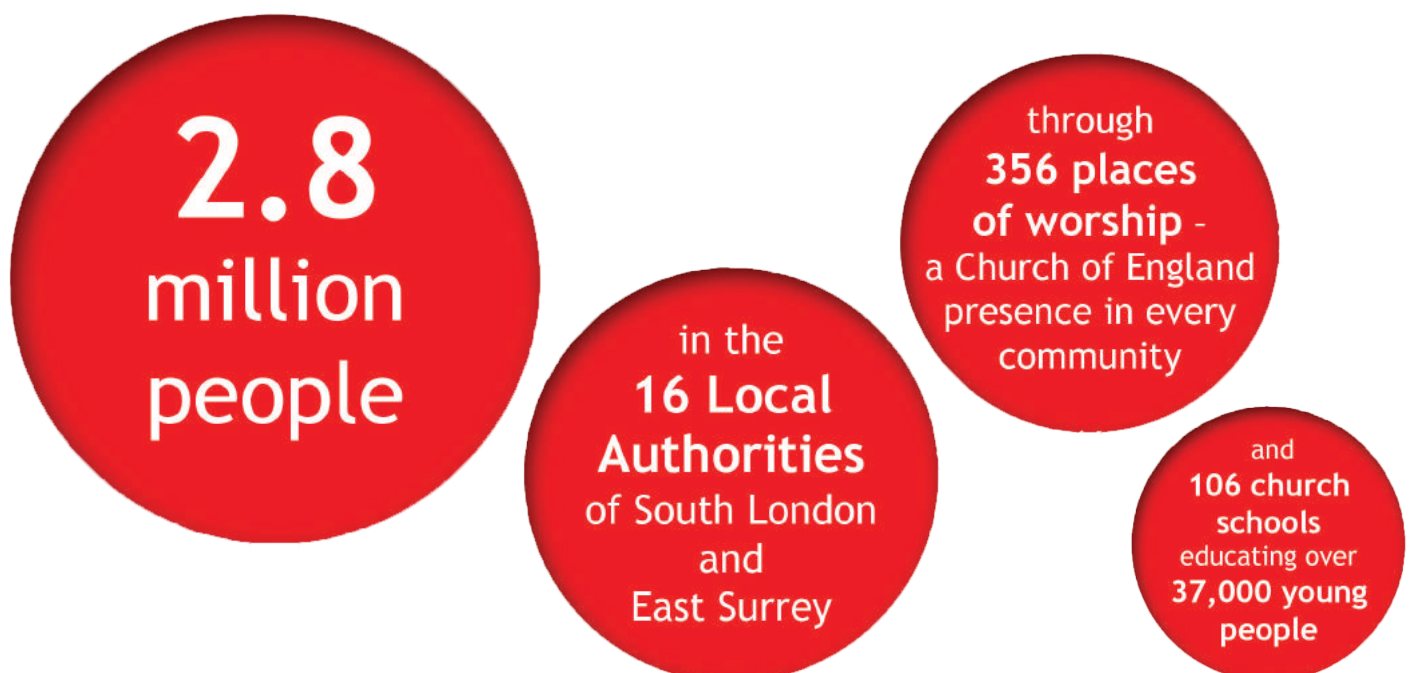 2.8
million
people
in the
16 Local
Authorities
of South London
and
East Surrey
through
356 places
of worship –
a Church of England
presence in every
community
and
106 church
schools
educating over
37,000 young
people